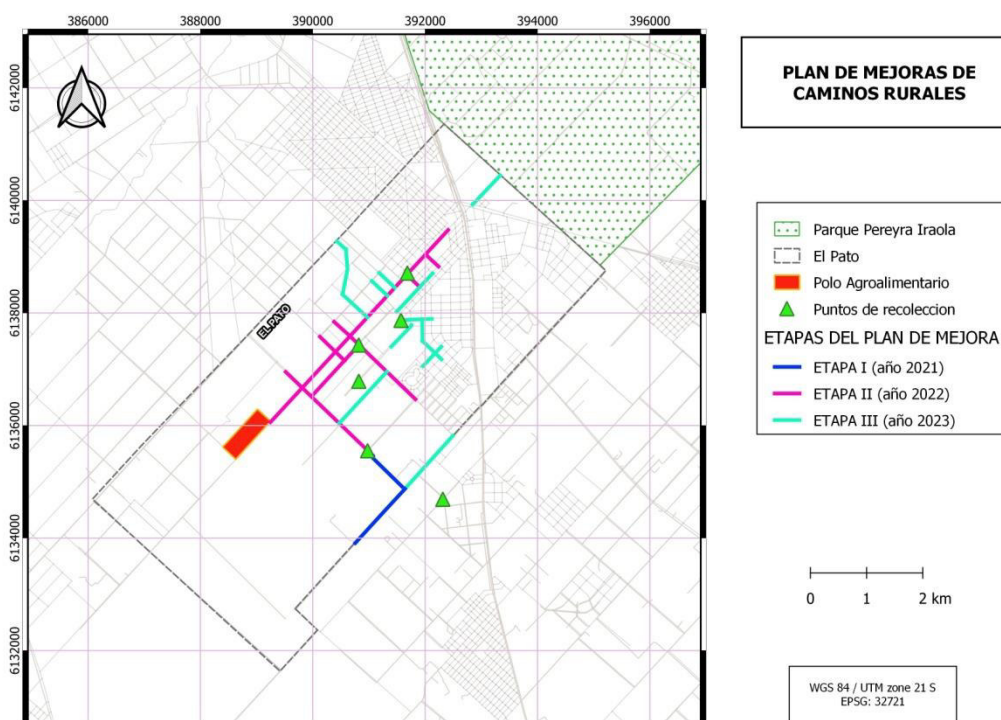 386000 388000 390000 392000 394000 396000
6142000
6140000
6138000
6136000
6134000
6132000
EL PATO
PLAN DE MEJORAS DE
CAMINOS RURALES
Parque Pereyra Iraola
El Pato
Polo Agroalimentario
Puntos de recoleccion
ETAPAS DEL PLAN DE MEJORA
ETAPA I (año 2021)
ETAPA II (año 2022)
ETAPA III (año 2023)
0 1 2 km
WGS 84 / UTM zone 21 S
EPSG: 32721